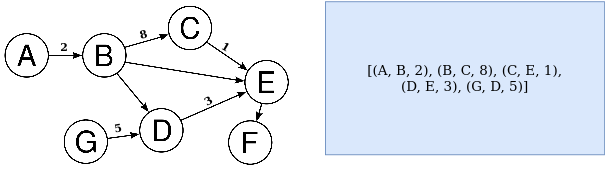 A
2
B
8
C
1
E
3
D
5
G
F
[(A, B, 2), (B, C, 8), (C, E, 1),
(D, E, 3), (G, D, 5)]